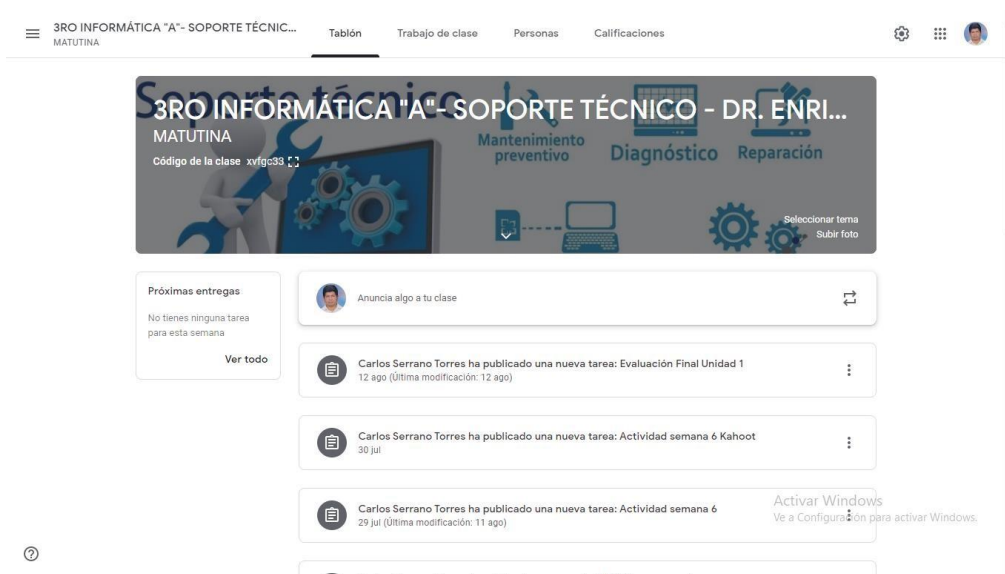 3RO INFORMÁTICA "A"- SOPORTE TÉCNIC...
MATUTINA
Tablón
Trabajo de clase
Personas
Calificaciones
Soporte técnico
3RO INFORMÁTICA "A"- SOPORTE TÉCNICO - DR. ENRI...
MATUTINA
Código de la clase xvfgc33
Mantenimiento
preventivo
Diagnóstico
Reparación
Seleccionar tema
Subir foto
Próximas entregas
No tienes ninguna tarea
para esta semana
Ver todo
Anuncia algo a tu clase
Carlos Serrano Torres ha publicado una nueva tarea: Evaluación Final Unidad 1
12 ago (Última modificación: 12 ago)
Carlos Serrano Torres ha publicado una nueva tarea: Actividad semana 6 Kahoot
30 jul
Carlos Serrano Torres ha publicado una nueva tarea: Actividad semana 6
29 jul (Última modificación: 11 ago)
Activar Windows
Ve a Configuración para activar Windows.